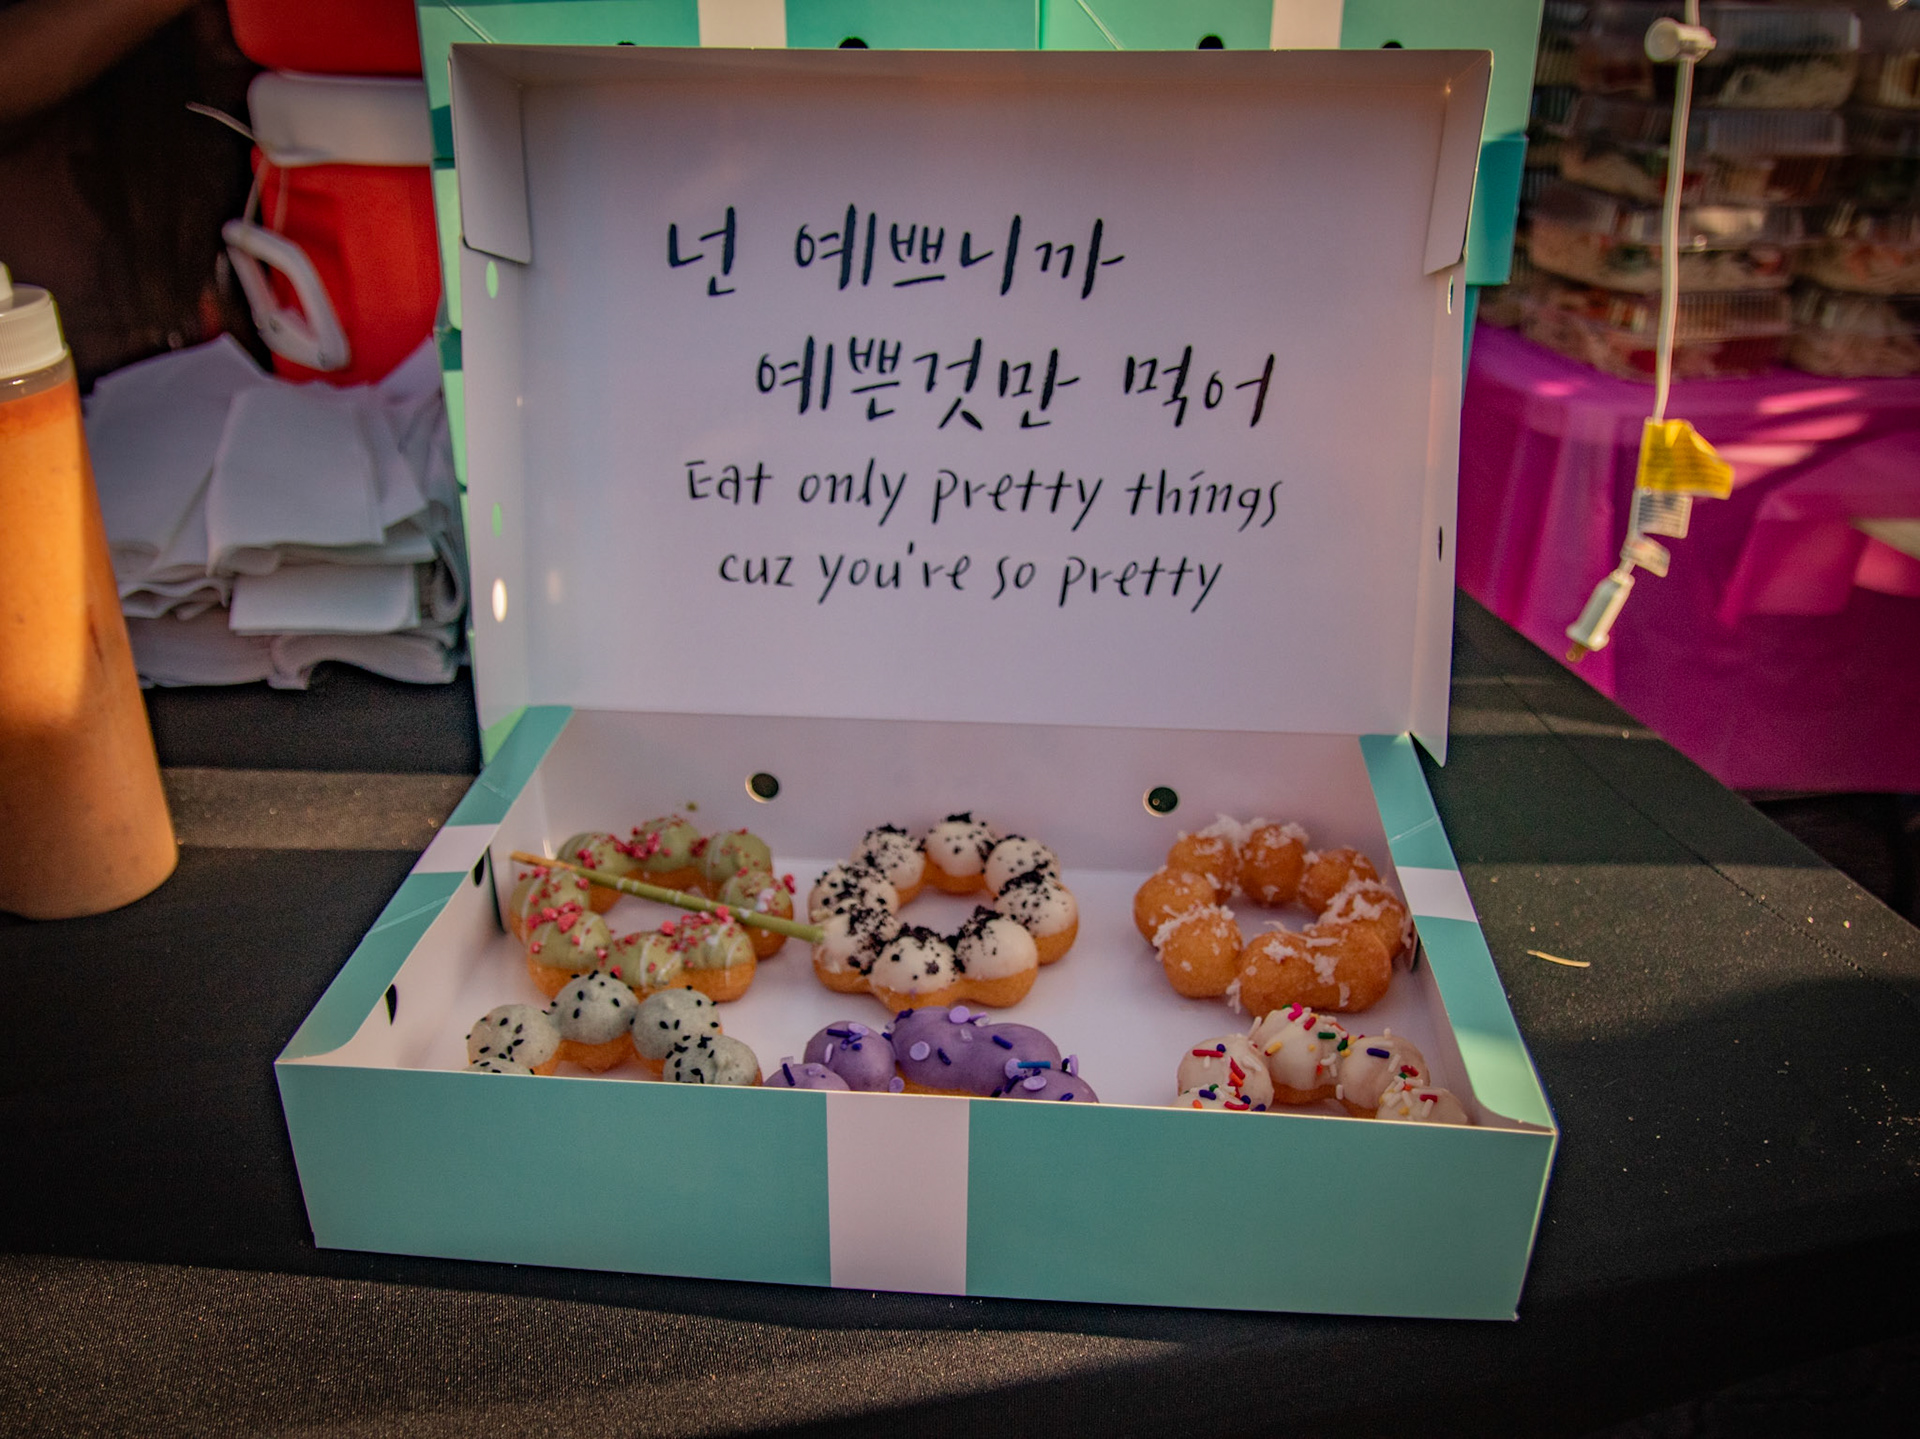 넌 예쁘니까
예쁜것만 먹어
Eat only pretty things
cuz you're so pretty